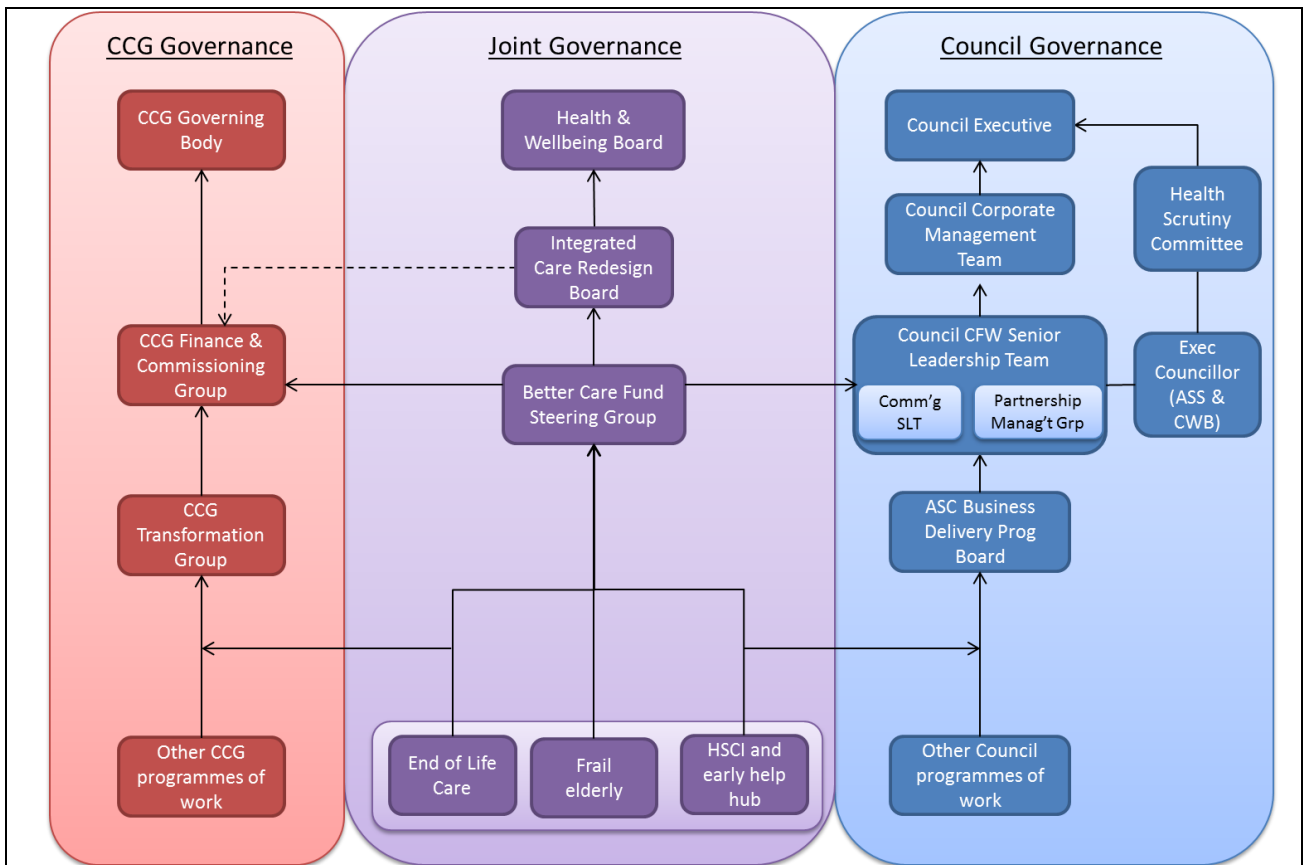 CCG Governance
CCG Governing
Body
CCG Finance &
Commissioning
Group
CCG
Transformation
Group
Other CCG
programmes of
work
Joint Governance
Health &
Wellbeing Board
Integrated
Care Redesign
Board
Better Care Fund
Steering Group
End of Life
Care
Frail
elderly
HSCI and
early help
hub
Council Governance
Council Executive
Council Corporate
Management
Team
Health
Scrutiny
Committee
Council CFW Senior
Leadership Team
Comm'g
SLT
Partnership
Manag't Grp
Exec
Councillor
(ASS &
CWB)
ASC Business
Delivery Prog
Board
Other Council
programmes of
work